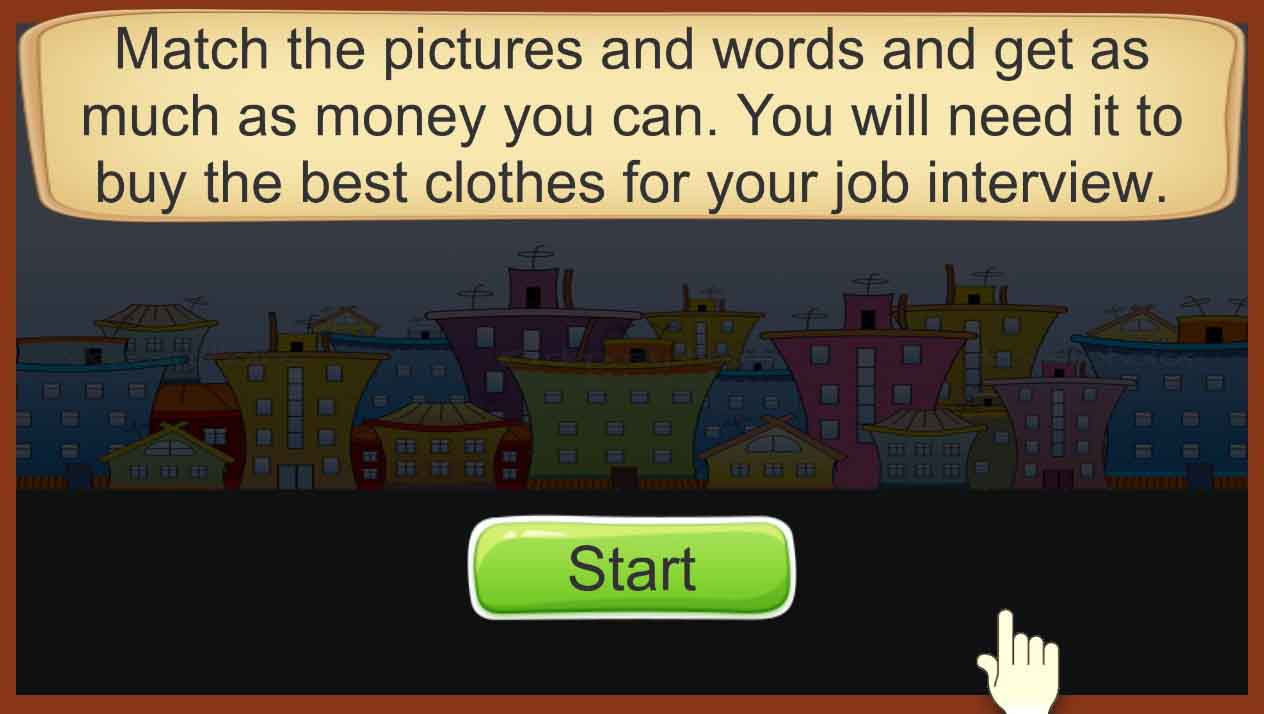 Match the pictures and words and get as
much as money you can. You will need it to
buy the best clothes for your job interview.
Start